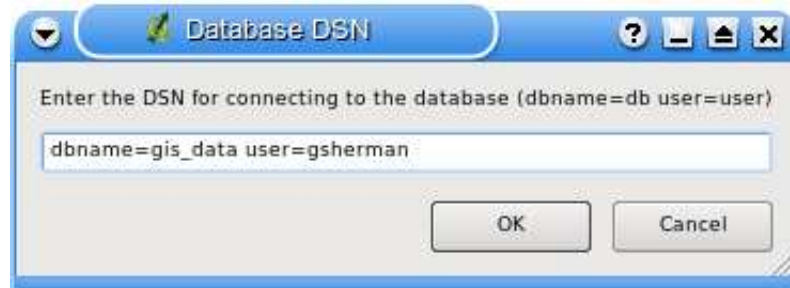 Database DSN
Enter the DSN for connecting to the database (dbname=db user=user)
dbname=gis_data user=gsherman
OK Cancel